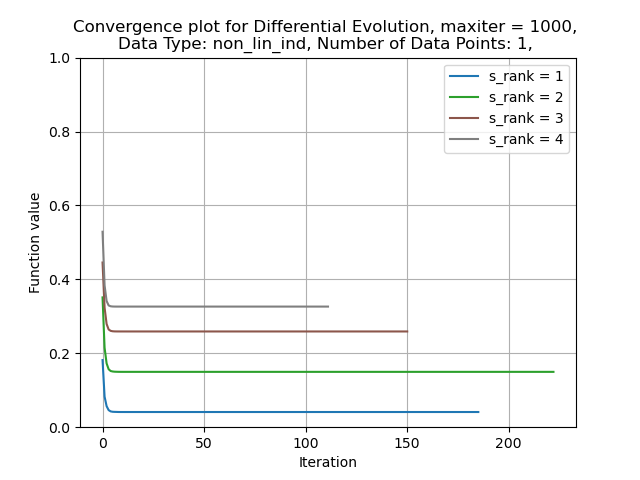 Convergence plot for Differential Evolution, maxiter = 1000,
Data Type: non_lin_ind, Number of Data Points: 1,
s_rank = 1
s_rank = 2
s_rank = 3
s_rank = 4
Function value
1.0
0.8
0.6
0.4
0.2
0.0
0 50 100 150 200
Iteration